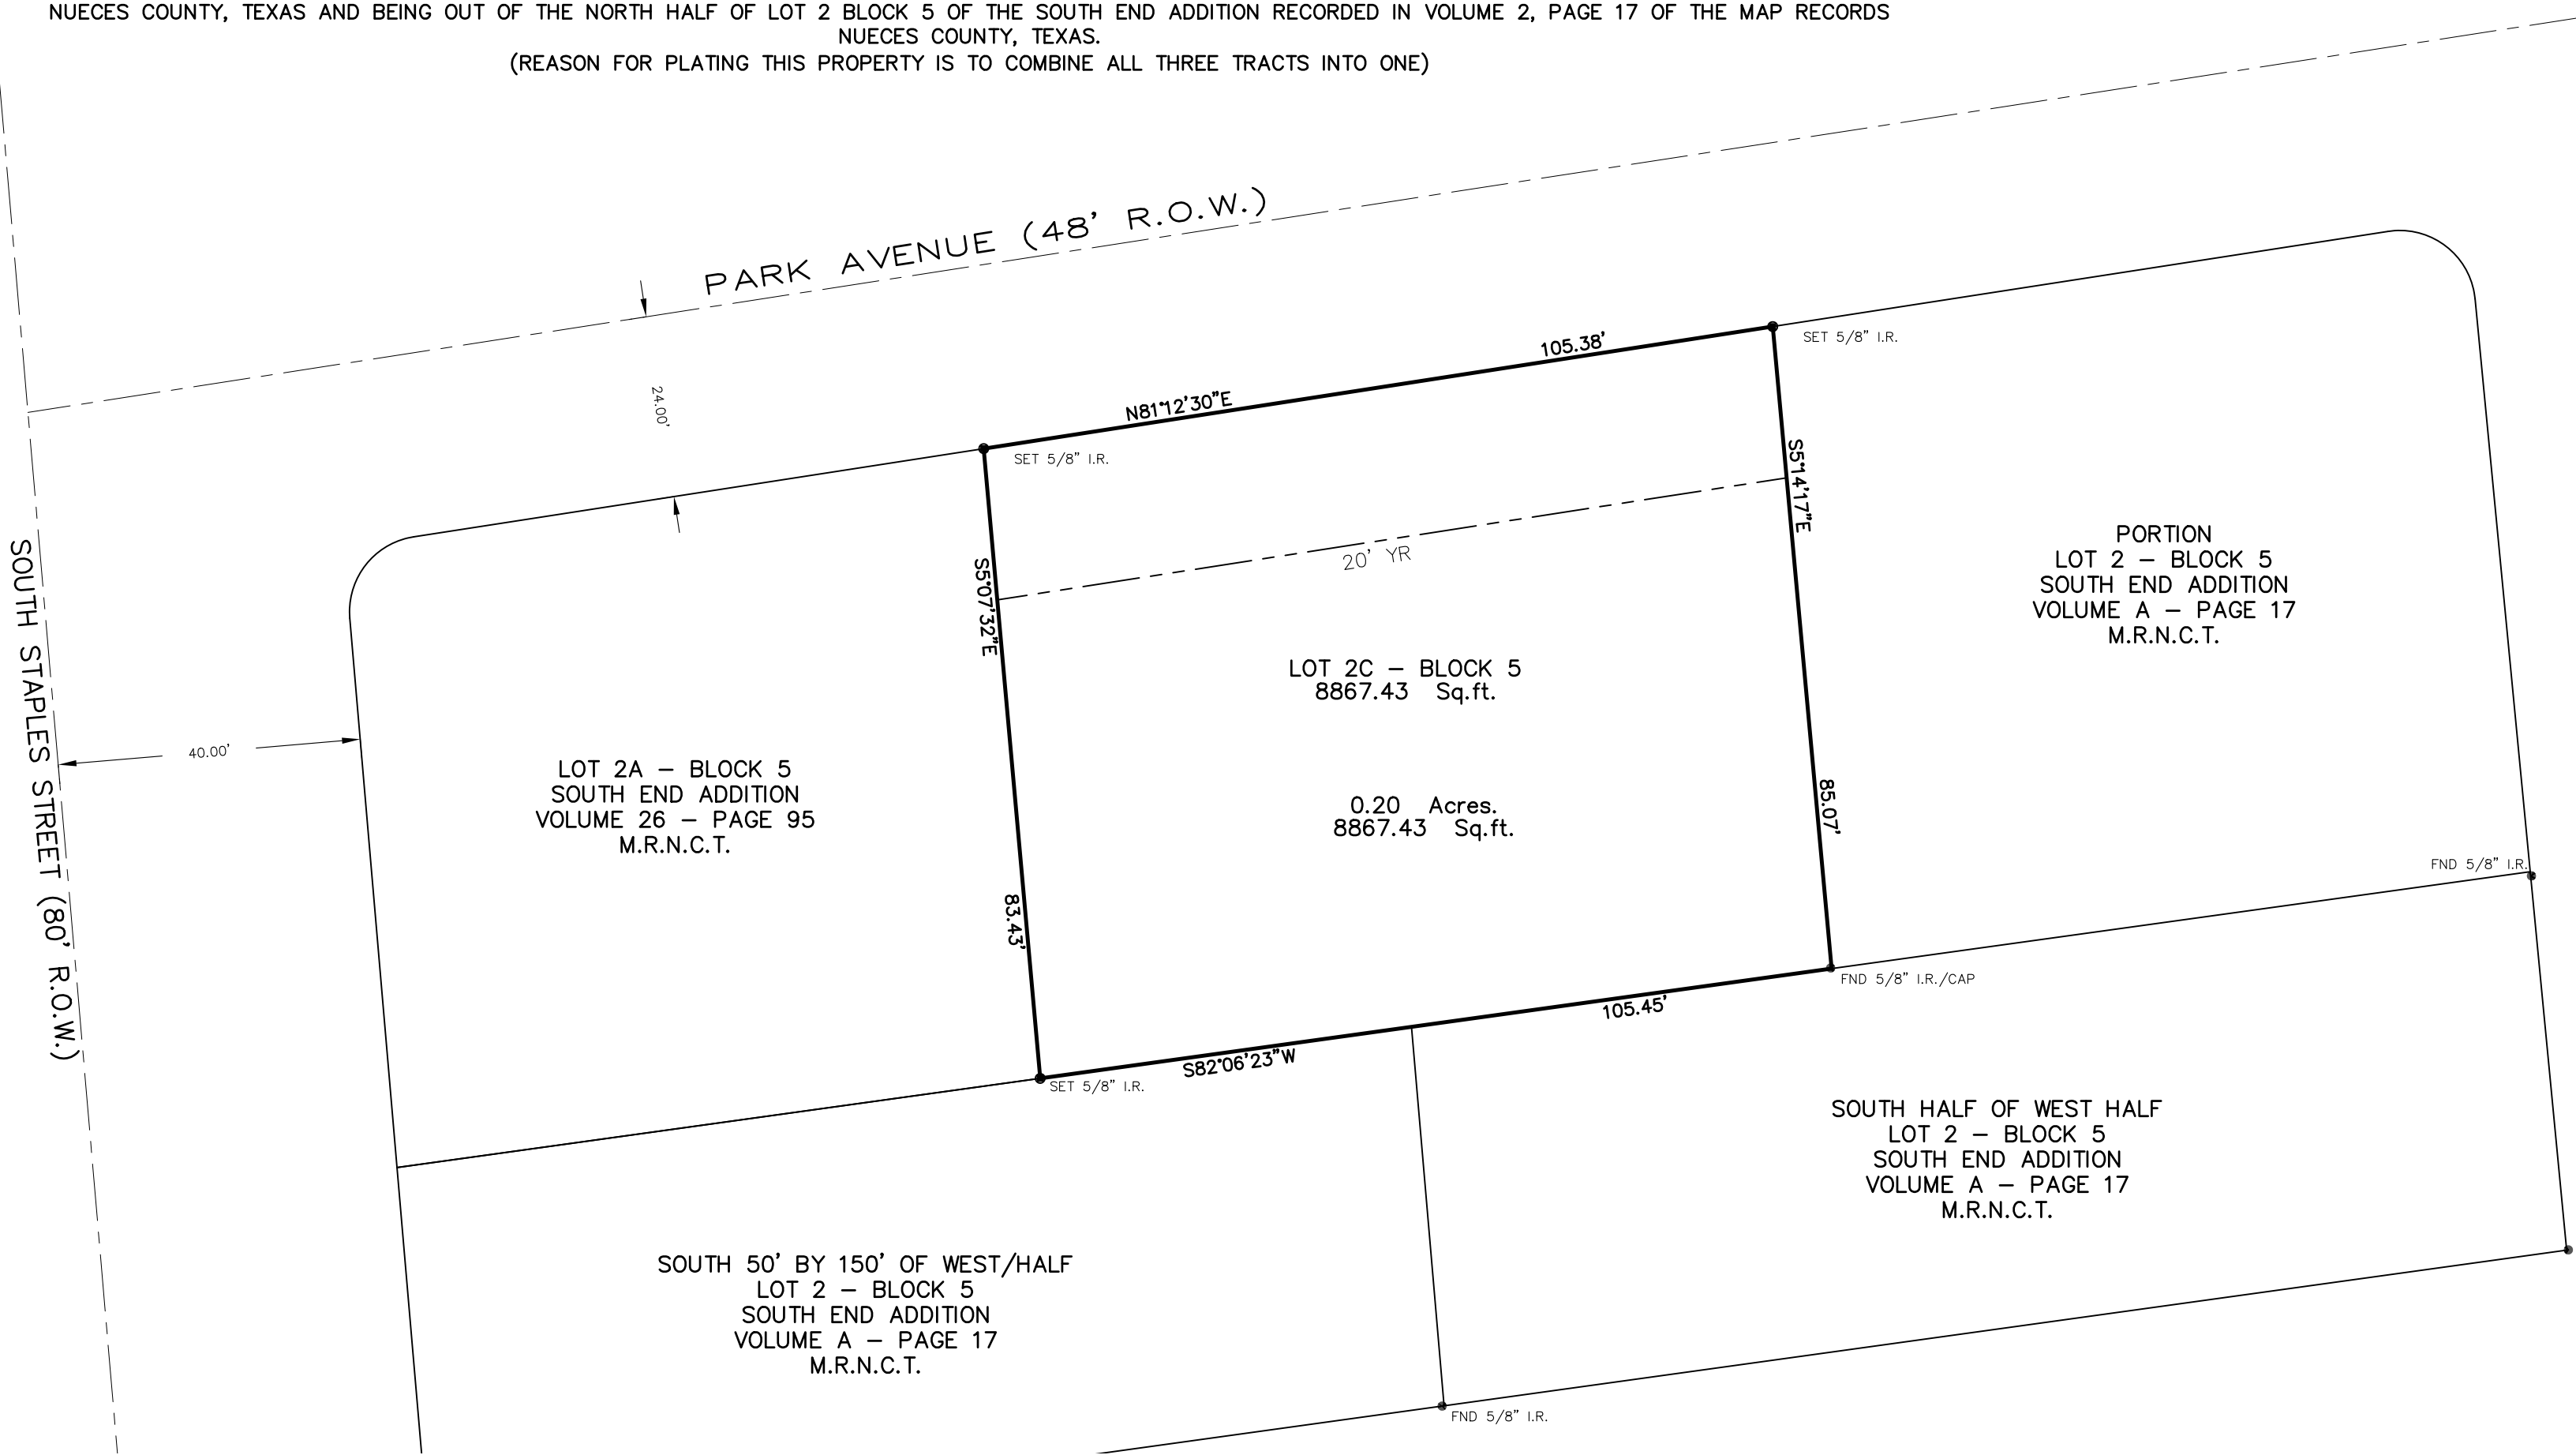 NUECES COUNTY, TEXAS AND BEING OUT OF THE NORTH HALF OF LOT 2 BLOCK 5 OF THE SOUTH END ADDITION RECORDED IN VOLUME 2, PAGE 17 OF THE MAP RECORDS
NUECES COUNTY, TEXAS.
(REASON FOR PLATING THIS PROPERTY IS TO COMBINE ALL THREE TRACTS INTO ONE)
PARK AVENUE (48' R.O.W.)
24.00'
105.38'
N81°12'30"E
SET 5/8" I.R.
SET 5/8" I.R.
S5°14'17"E
20' YR
S5°07'32"E
SOUTH STAPLES STREET (80' R.O.W.)
40.00'
LOT 2A – BLOCK 5
SOUTH END ADDITION
VOLUME 26 – PAGE 95
M.R.N.C.T.
LOT 2C – BLOCK 5
8867.43 Sq.ft.
0.20 Acres.
8867.43 Sq.ft.
PORTION
LOT 2 – BLOCK 5
SOUTH END ADDITION
VOLUME A – PAGE 17
M.R.N.C.T.
85.07'
83.43'
FND 5/8" I.R.
FND 5/8" I.R./CAP
105.45'
S82°06'23"W
SET 5/8" I.R.
SOUTH HALF OF WEST HALF
LOT 2 – BLOCK 5
SOUTH END ADDITION
VOLUME A – PAGE 17
M.R.N.C.T.
SOUTH 50' BY 150' OF WEST/HALF
LOT 2 – BLOCK 5
SOUTH END ADDITION
VOLUME A – PAGE 17
M.R.N.C.T.
FND 5/8" I.R.